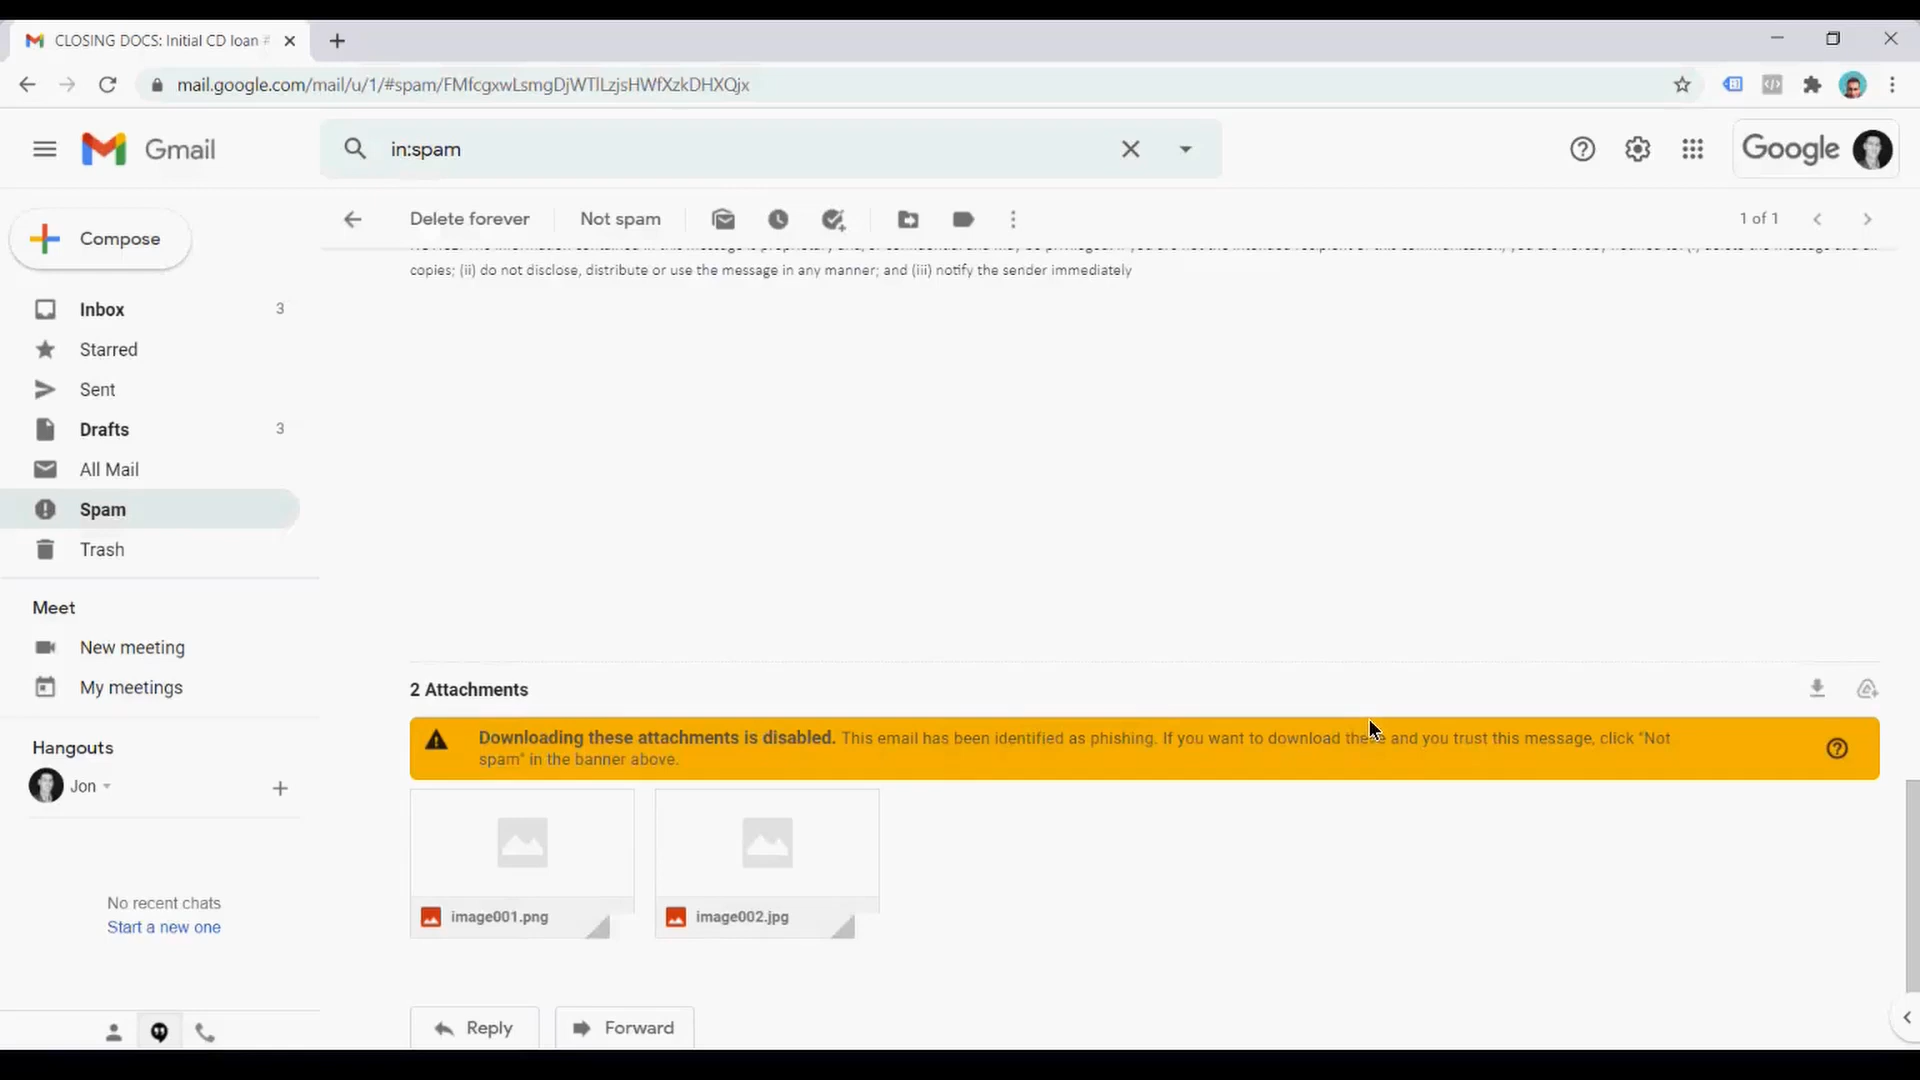 CLOSING DOCS: Initial CD loan #
mail.google.com/mail/u/1/#spam/FMfcgxwLsmgDjWTlLzjsHWfXzkDHXQjx
Gmail
in:spam
Google
Compose
Delete forever
Not spam
1 of 1
copies; (ii) do not disclose, distribute or use the message in any manner; and (iii) notify the sender immediately
Inbox 3
Starred
Sent
Drafts 3
All Mail
Spam
Trash
Meet
New meeting
My meetings
Hangouts
Jon
No recent chats
Start a new one
2 Attachments
Downloading these attachments is disabled. This email has been identified as phishing. If you want to download these and you trust this message, click "Not
spam" in the banner above.
image001.png
image002.jpg
Reply
Forward